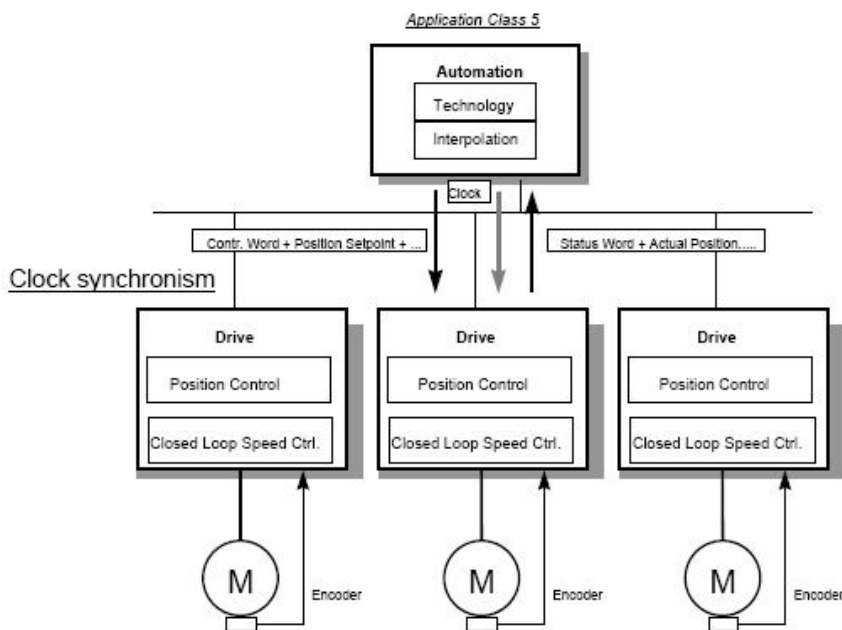 Application Class 5
Automation
Technology
Interpolation
Clock
Contr. Word + Position Setpoint + ...
Status Word + Actual Position.....
Clock synchronism
Drive
Drive
Drive
Position Control
Position Control
Position Control
Closed Loop Speed Ctrl.
Closed Loop Speed Ctrl.
Closed Loop Speed Ctrl.
M
M
M
Encoder
Encoder
Encoder